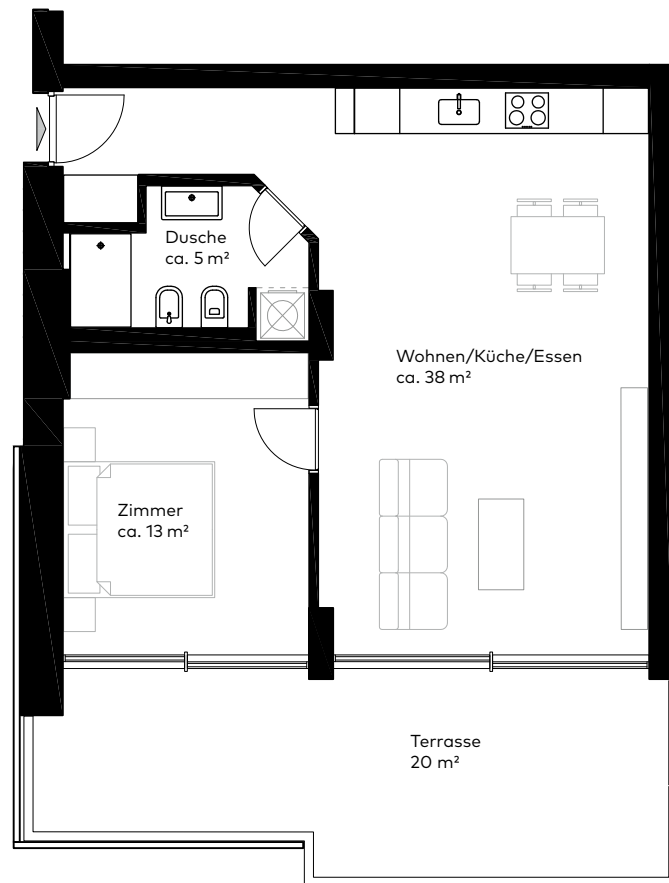 Dusche
ca. 5 m²
Wohnen/Küche/Essen
ca. 38 m²
Zimmer
ca. 13 m²
Terrasse
20 m²